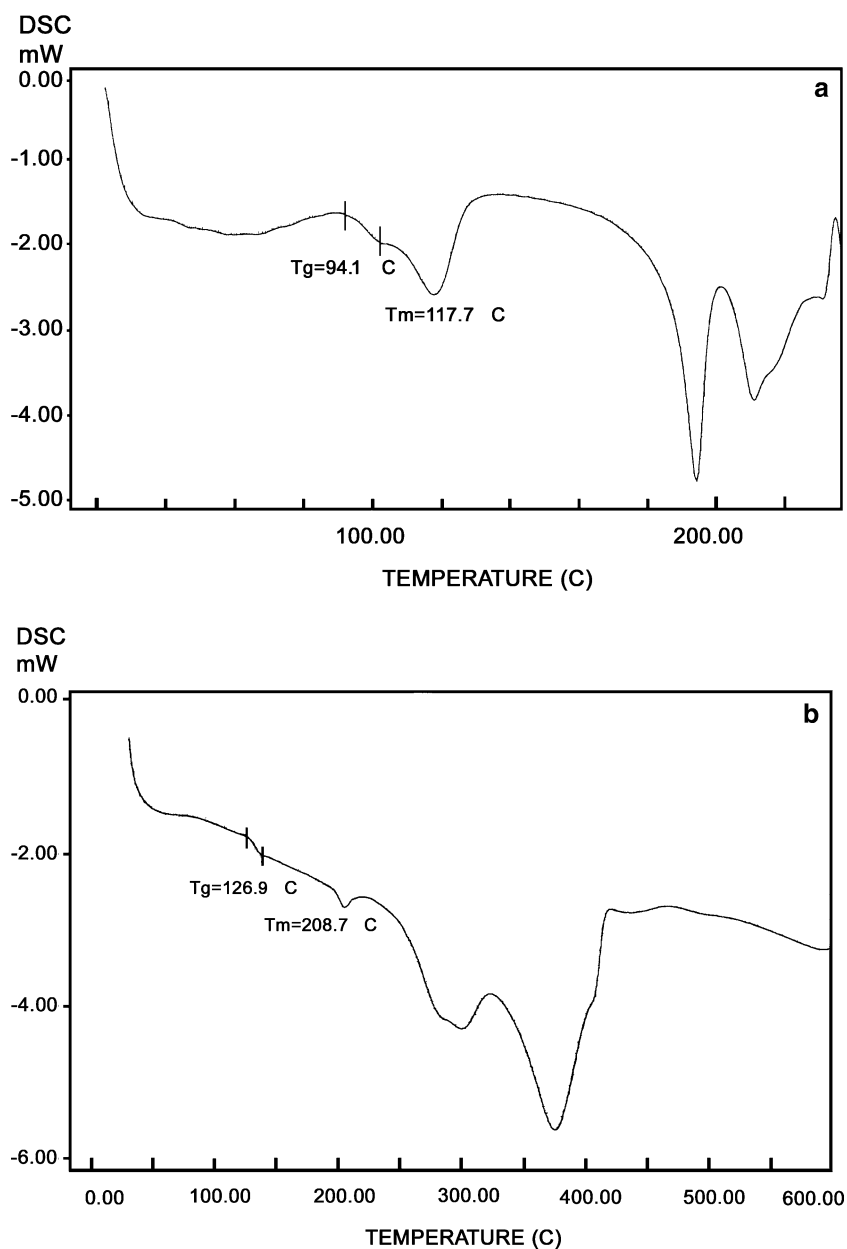 DSC
mW
0.00
a
-1.00
-2.00
Tg=94.1 C
Tm=117.7 C
-3.00
-4.00
-5.00
100.00 200.00
TEMPERATURE (C)
DSC
mW
0.00
b
-2.00
Tg=126.9 C
Tm=208.7 C
-4.00
-6.00
0.00 100.00 200.00 300.00 400.00 500.00 600.00
TEMPERATURE (C)